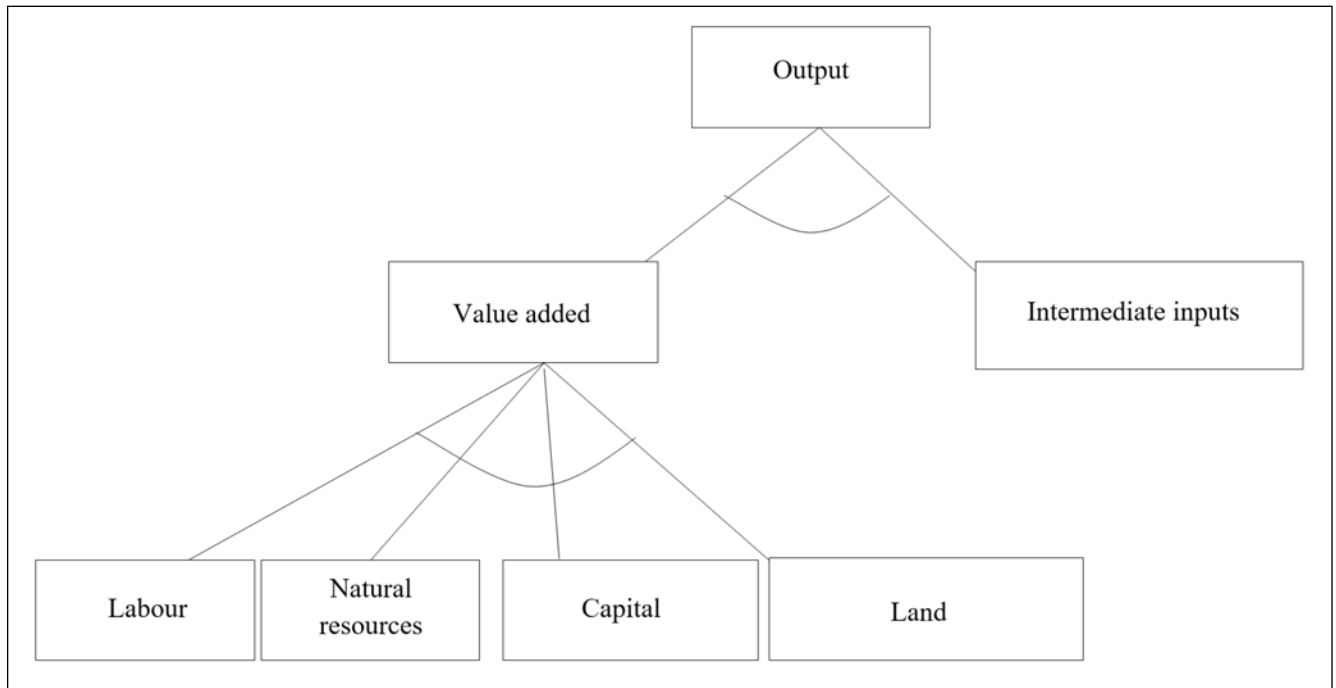 Output
Value added
Intermediate inputs
Labour
Natural
resources
Capital
Land